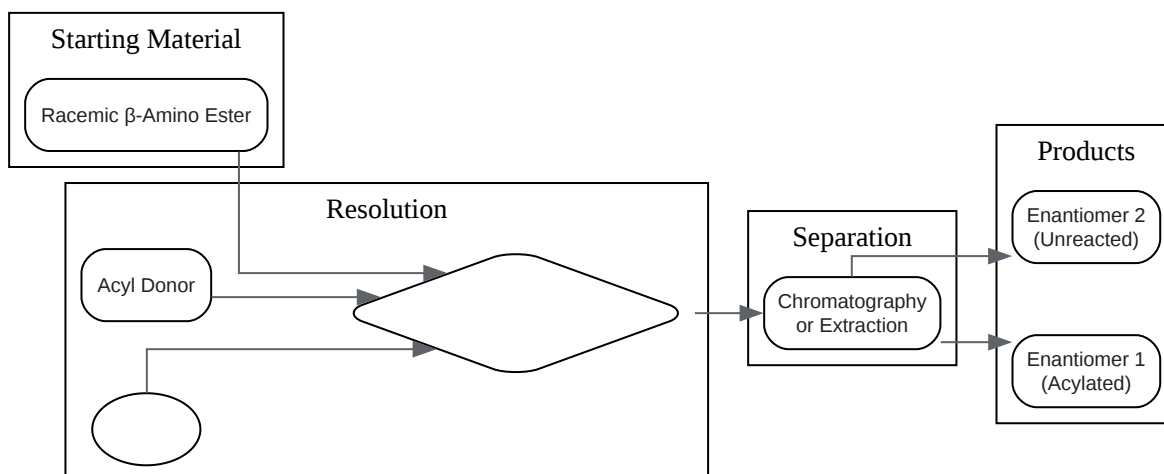 Starting Material
Racemic β-Amino Ester
Resolution
Acyl Donor
Separation
Chromatography
or Extraction
Products
Enantiomer 2
(Unreacted)
Enantiomer 1
(Acylated)